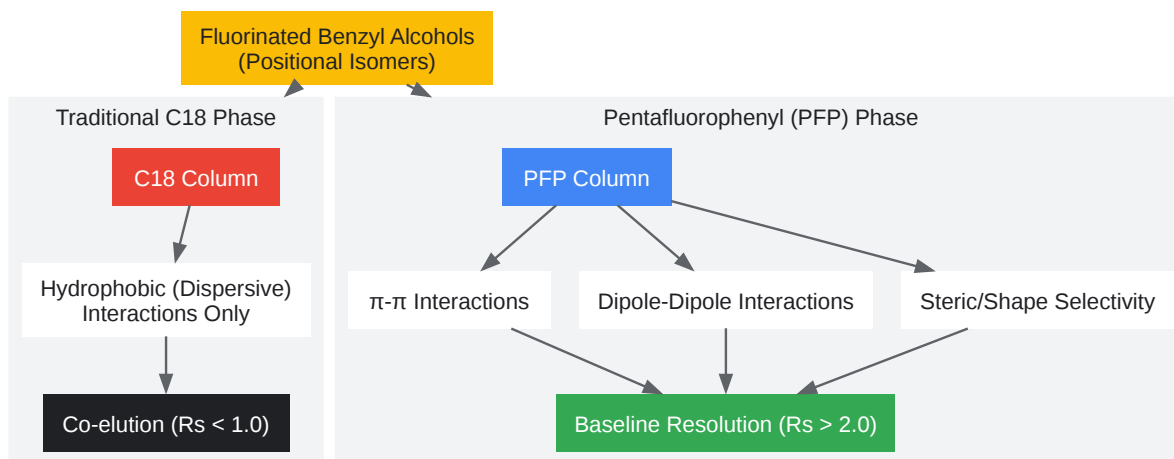 Fluorinated Benzyl Alcohols
(Positional Isomers)
Traditional C18 Phase
Pentafluorophenyl (PFP) Phase
C18 Column
PFP Column
Hydrophobic (Dispersive)
Interactions Only
π-π Interactions
Dipole-Dipole Interactions
Steric/Shape Selectivity
Co-elution (Rs < 1.0)
Baseline Resolution (Rs > 2.0)